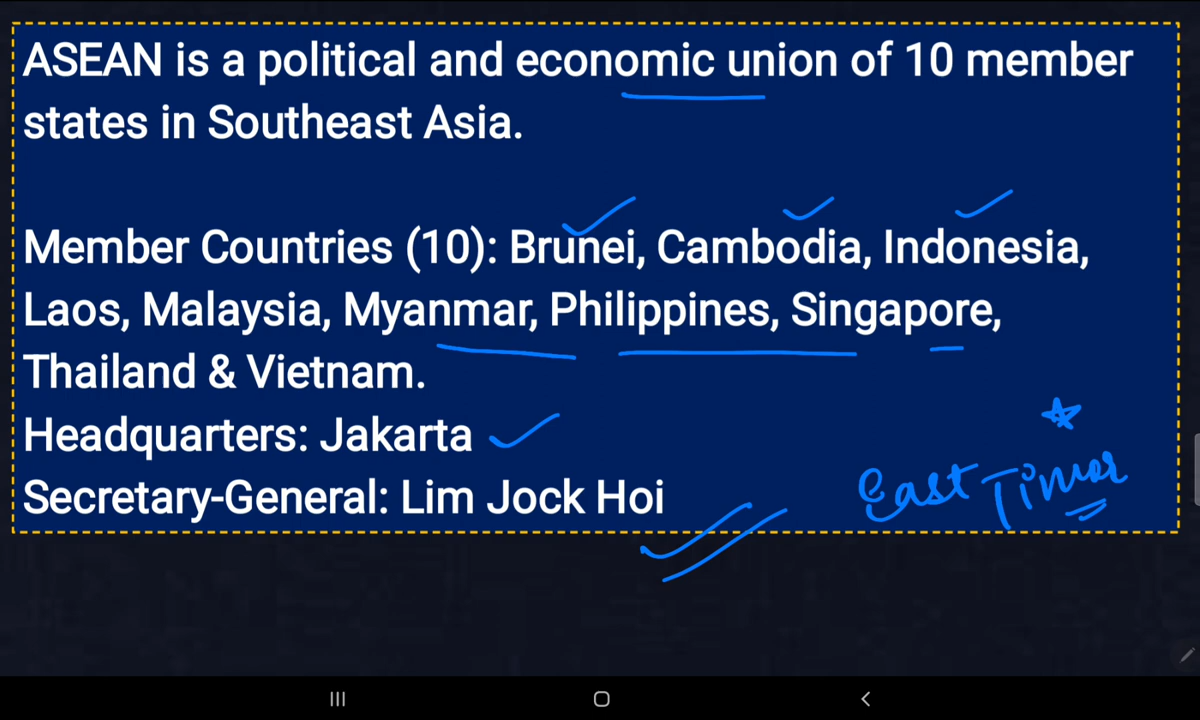 ASEAN is a political and economic union of 10 member
states in Southeast Asia.
Member Countries (10): Brunei, Cambodia, Indonesia,
Laos, Malaysia, Myanmar, Philippines, Singapore,
Thailand & Vietnam.
Headquarters: Jakarta
Secretary-General: Lim Jock Hoi
East Timor